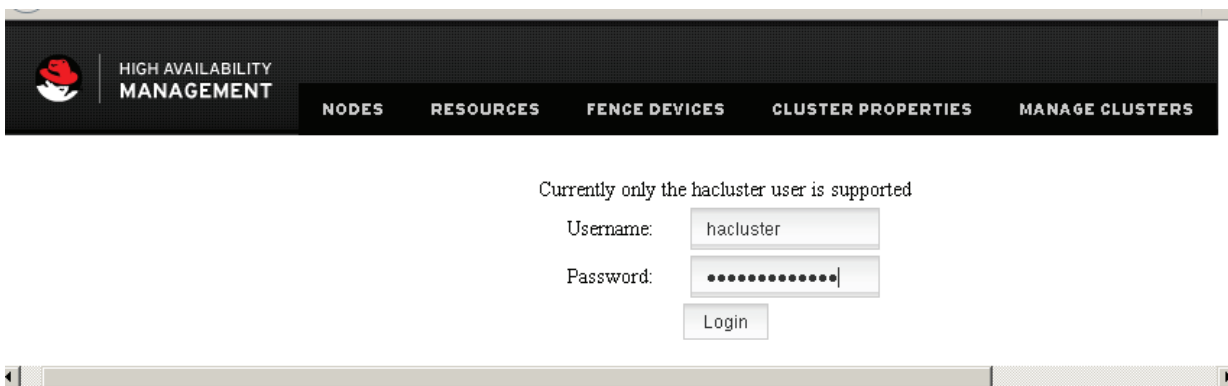 HIGH AVAILABILITY
MANAGEMENT
NODES RESOURCES FENCE DEVICES CLUSTER PROPERTIES MANAGE CLUSTERS
Currently only the hacluster user is supported
Username: hacluster
Password: •••••••••••••
Login